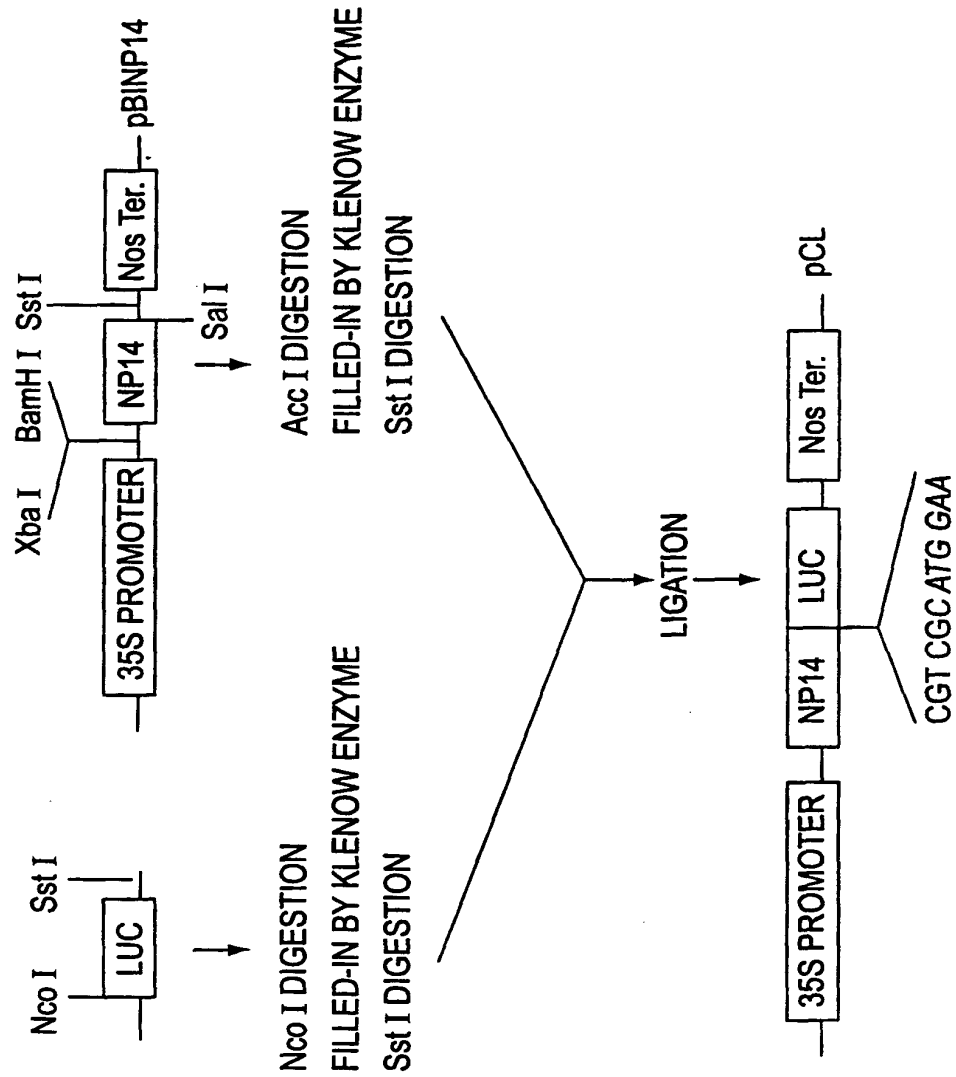 Nco I Sst I
LUC
Nco I DIGESTION
FILLED-IN BY KLENOW ENZYME
Sst I DIGESTION
Xba I BamH I Sst I
35S PROMOTER NP14 Nos Ter. pBINP14
Sal I
Acc I DIGESTION
FILLED-IN BY KLENOW ENZYME
Sst I DIGESTION
LIGATION
35S PROMOTER NP14 LUC Nos Ter. pCL
CGT CGCATG GAA